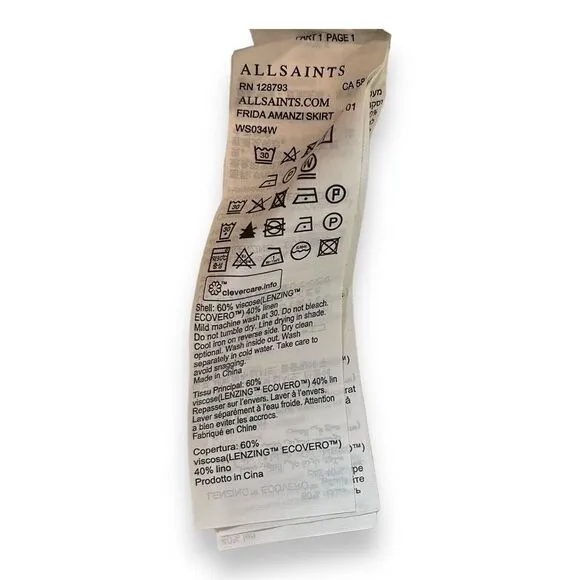 PART 1 PAGE 1
ALLSAINTS
RN 128793 CA 58
ALLSAINTS.COM
FRIDA AMANZI SKIRT 01
WS034W
30
P
30
P
30
clevercare.info
Shell: 60% viscose(LENZING™
ECOVERO™) 40% linen
Mild machine wash at 30. Do not bleach.
Do not tumble dry. Line drying in shade.
Cool iron on reverse side. Dry clean
optional. Wash inside out. Wash
separately in cold water. Take care to
avoid snagging.
Made in China
Tissu Principal: 60%
viscose(LENZING™ ECOVERO™) 40% lin
Repasser sur l'envers. Laver à l'envers.
Laver séparément à l'eau froide. Attention
a bien eviter les accrocs.
Fabriqué en Chine
Copertura: 60%
viscosa(LENZING™ ECOVERO™)
40% lino
Prodotto in Cina